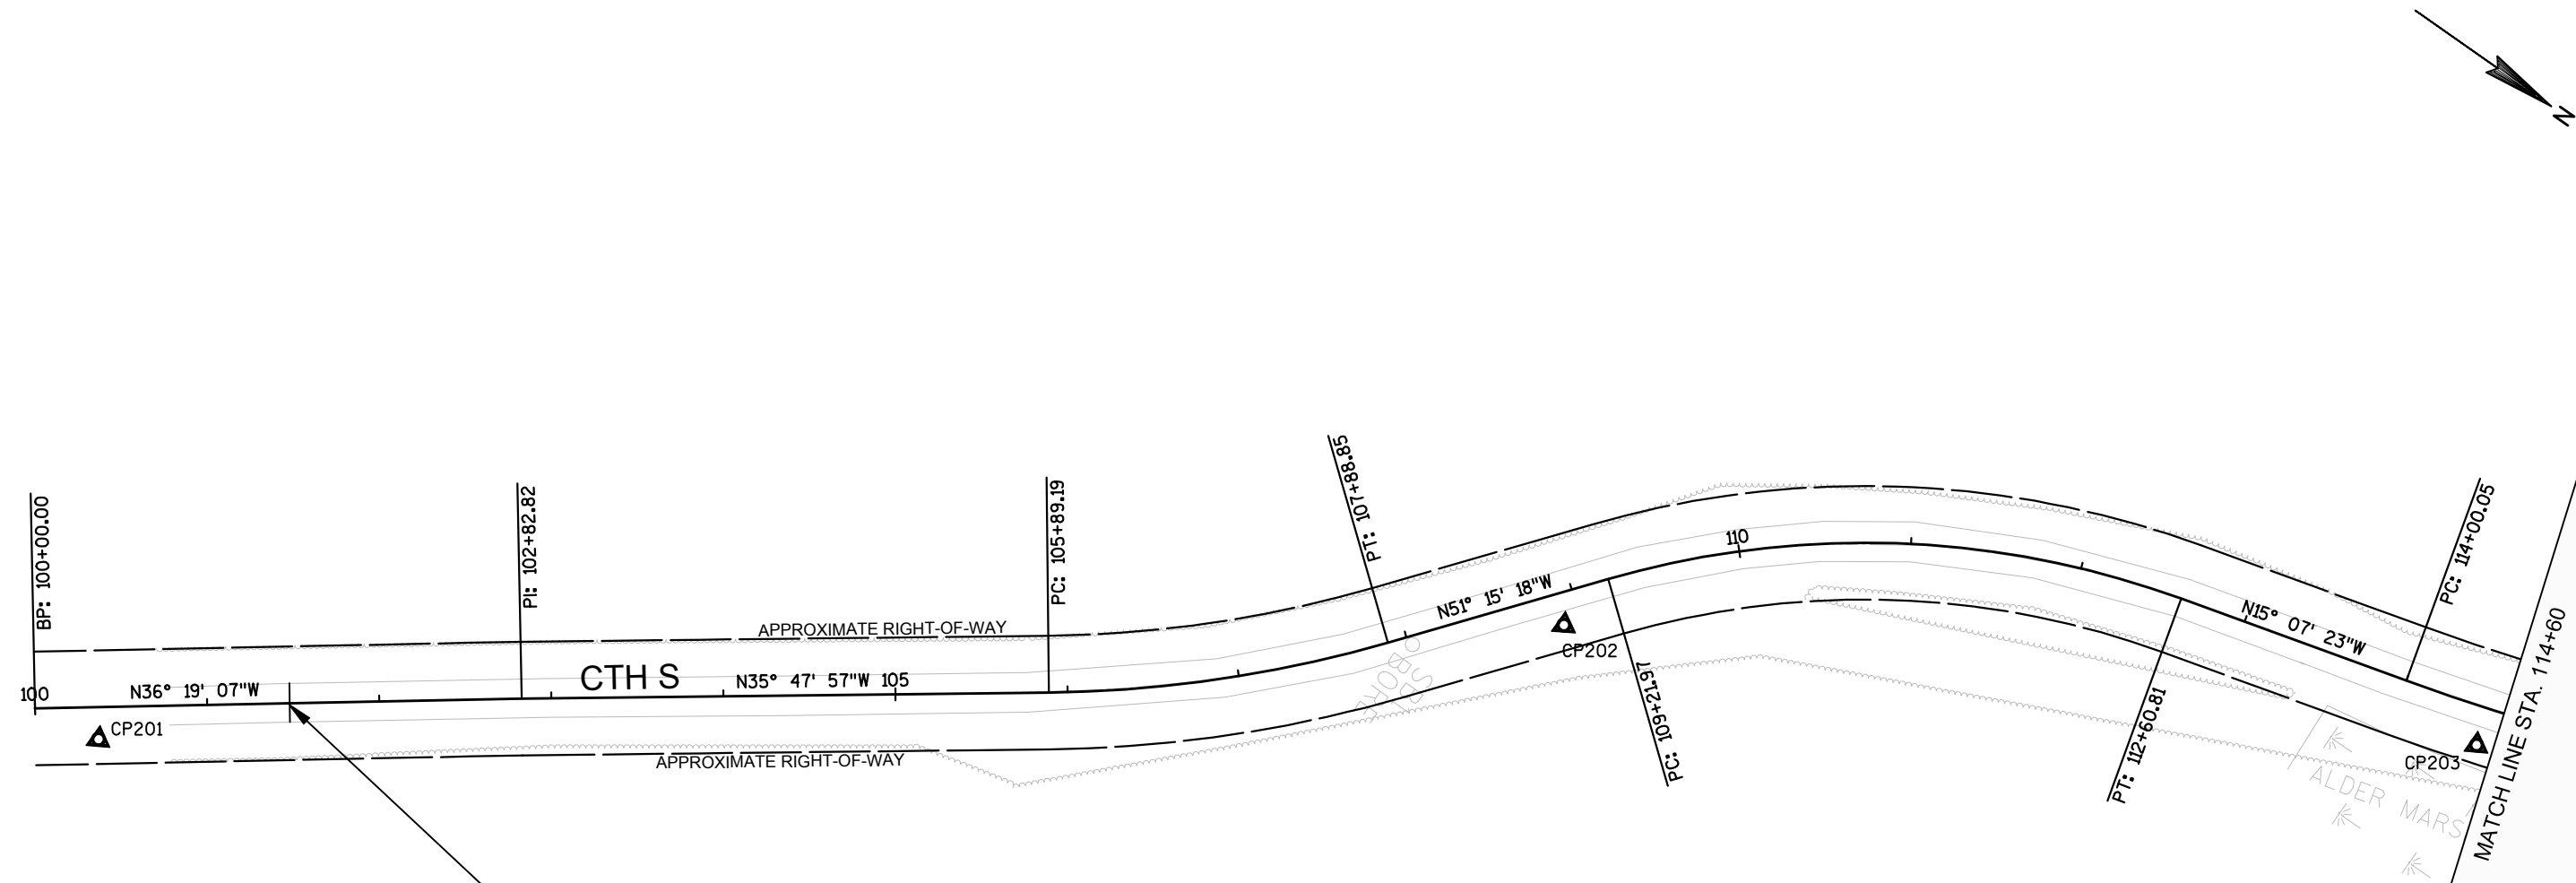 N
BP: 100+00.00
PI: 102+82.82
PC: 105+89.19
PT: 107+88.85
PC: 109+21.97
PT: 12+60.81
PC: 114+00.05
MATCH LINE STA. 114+60
APPROXIMATE RIGHT-OF-WAY
100
N36° 19' 07"W
CTH S
N35° 47' 57"W 105
N51° 15' 18"W
110
N15° 07' 23"W
CP201
CP202
CP203
APPROXIMATE RIGHT-OF-WAY
ALDER MARS